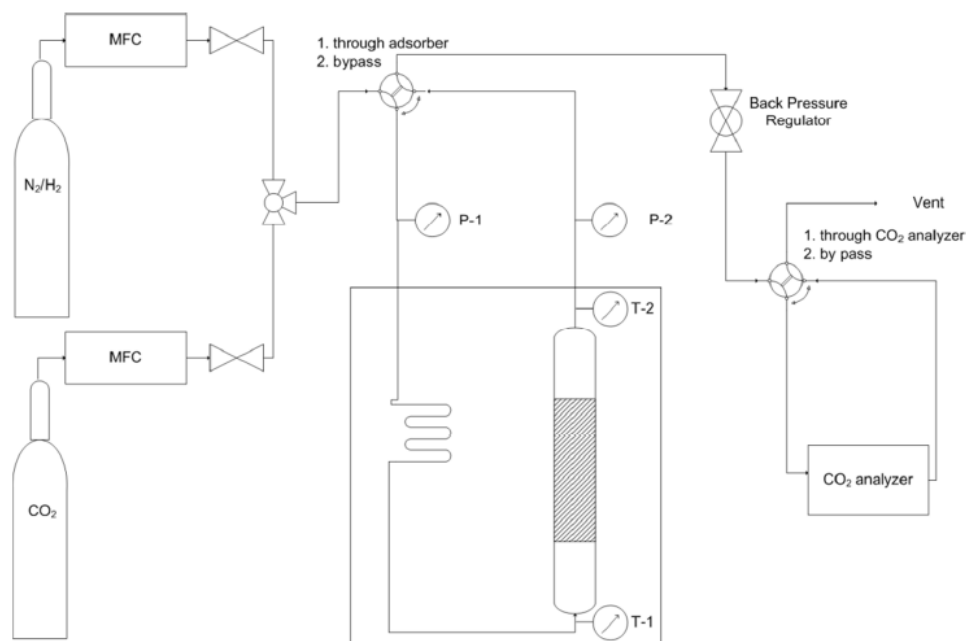 MFC
N₂/H₂
1. through adsorber
2. bypass
Back Pressure
Regulator
P-1
P-2
Vent
1. through CO₂ analyzer
2. by pass
T-2
MFC
CO₂
CO₂ analyzer
T-1